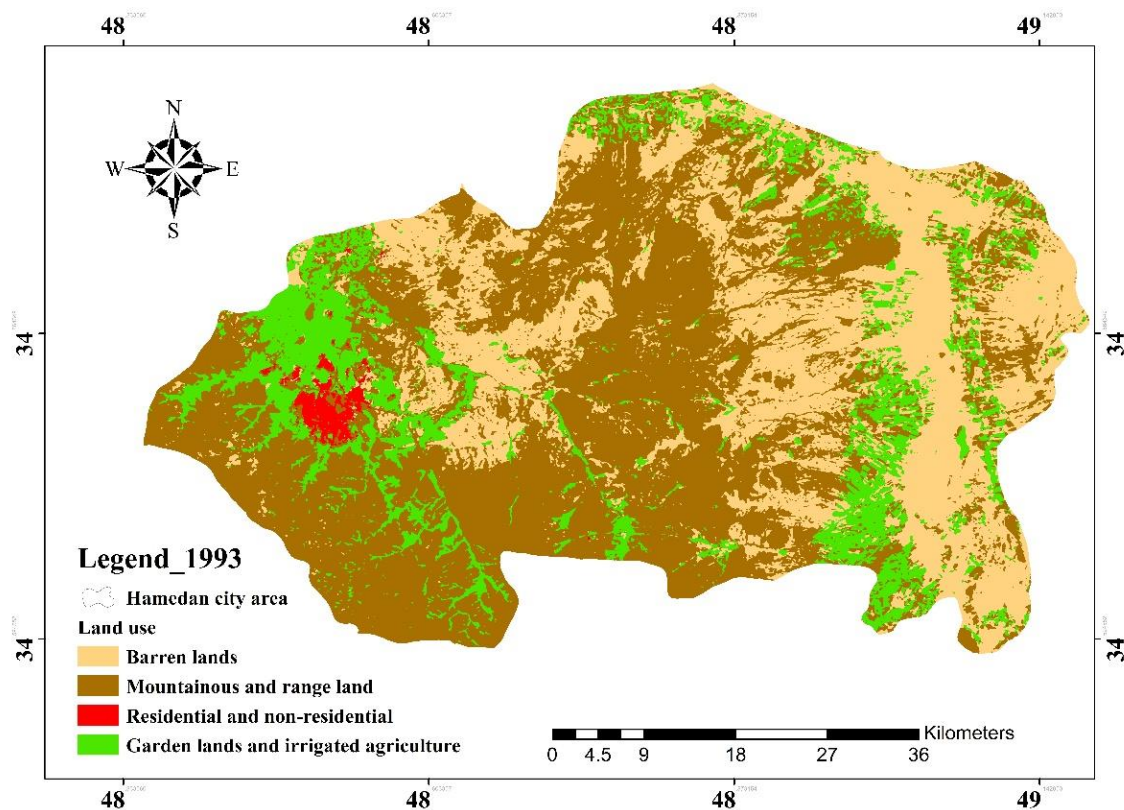 48 48 48 49
N
W E
S
34 34
Legend_1993
Hamedan city area
Land use
Barren lands
Mountainous and range land
Residential and non-residential
Garden lands and irrigated agriculture
34 34
Kilometers
0 4.5 9 18 27 36
48 48 48 49